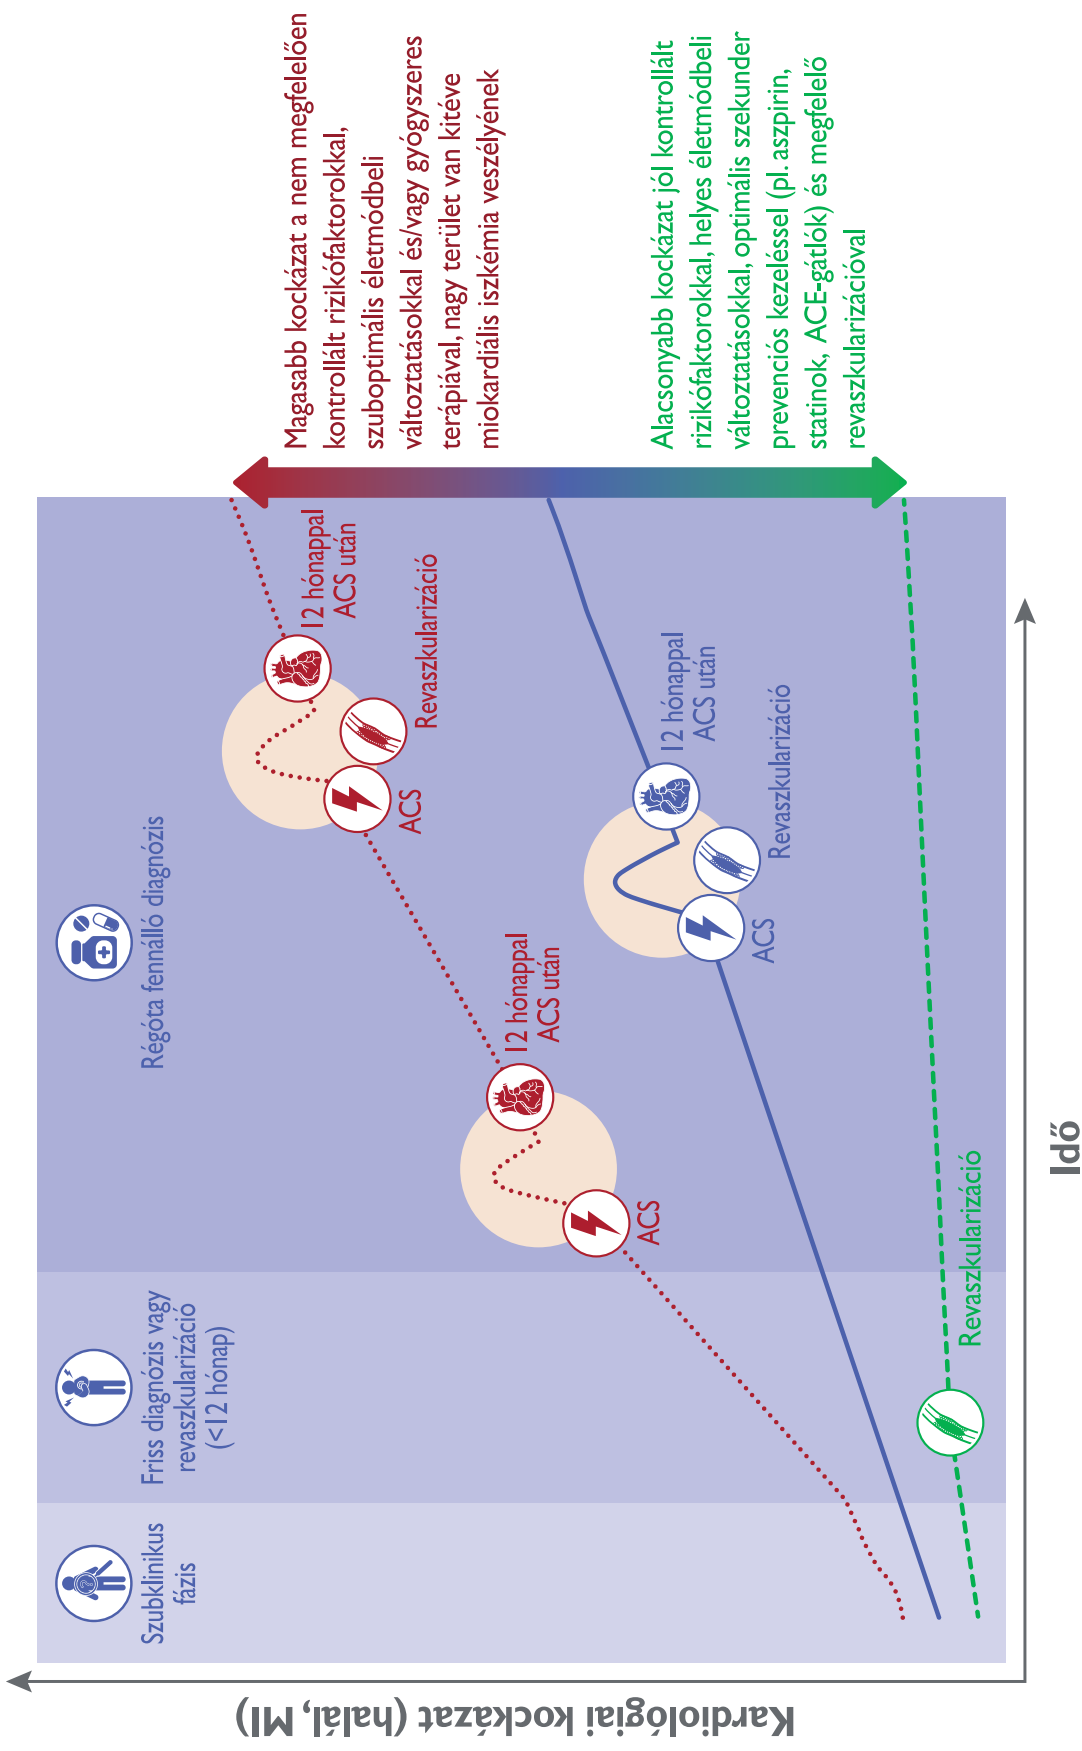 Kardiológiai kockázat (halál, MI)
Szubklinikus
fázis
Friss diagnózis vagy
revaszkularizáció
(<12 hónap)
Régóta fennálló diagnózis
ACS
12 hónappal
ACS után
ACS
Revaszkularizáció
12 hónappal
ACS után
ACS
Revaszkularizáció
12 hónappal
ACS után
Revaszkularizáció
Magasabb kockázat a nem megfelelően
kontrollált rizikófaktorokkal,
szuboptimális életmódbeli
változtatásokkal és/vagy gyógyszeres
terápiával, nagy terület van kitéve
miokardiális iszkémia veszélyének
Alacsonyabb kockázat jól kontrollált
rizikófaktorokkal, helyes életmódbeli
változtatásokkal, optimális szekunder
prevenciós kezeléssel (pl. aszpirin,
statinok, ACE-gátlók) és megfelelő
revaszkularizációval
Idő